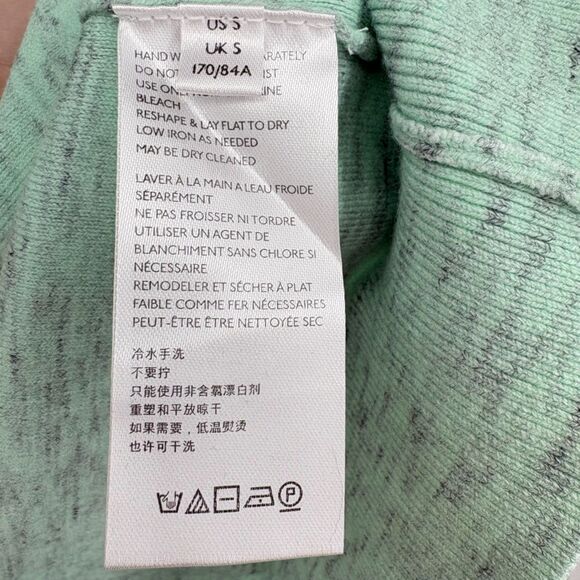 US S
UK S
170/84A
HAND W RATELY
DO NOT IST
USE ON INE
BLEACH
RESHAPE & LAY FLAT TO DRY
LOW IRON AS NEEDED
MAY BE DRY CLEANED
LAVER À LA MAIN A LEAU FROIDE
SÉPARÉMENT
NE PAS FROISSER NI TORDRE
UTILISER UN AGENT DE
BLANCHIMENT SANS CHLORE SI
NÉCESSAIRE
REMODELER ET SÉCHER À PLAT
FAIBLE COMME FER NÉCESSAIRES
PEUT-ÊTRE ÊTRE NETTOYÉE SEC
冷水手洗
不要拧
只能使用非含氯漂白剂
重塑和平放晾干
如果需要，低温熨烫
也许可干洗
P